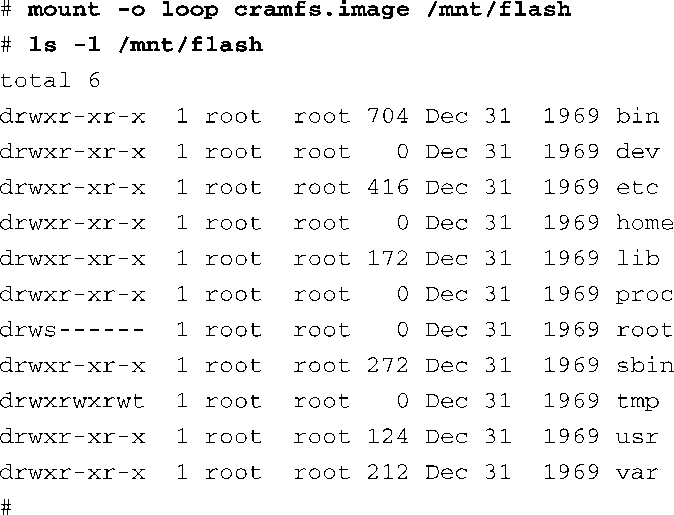 # mount -o loop cramfs.image /mnt/flash
# ls -l /mnt/flash
total 6
drwxr-xr-x 1 root root 704 Dec 31 1969 bin
drwxr-xr-x 1 root root 0 Dec 31 1969 dev
drwxr-xr-x 1 root root 416 Dec 31 1969 etc
drwxr-xr-x 1 root root 0 Dec 31 1969 home
drwxr-xr-x 1 root root 172 Dec 31 1969 lib
drwxr-xr-x 1 root root 0 Dec 31 1969 proc
drws------ 1 root root 0 Dec 31 1969 root
drwxr-xr-x 1 root root 272 Dec 31 1969 sbin
drwxrwxrwt 1 root root 0 Dec 31 1969 tmp
drwxr-xr-x 1 root root 124 Dec 31 1969 usr
drwxr-xr-x 1 root root 212 Dec 31 1969 var
#